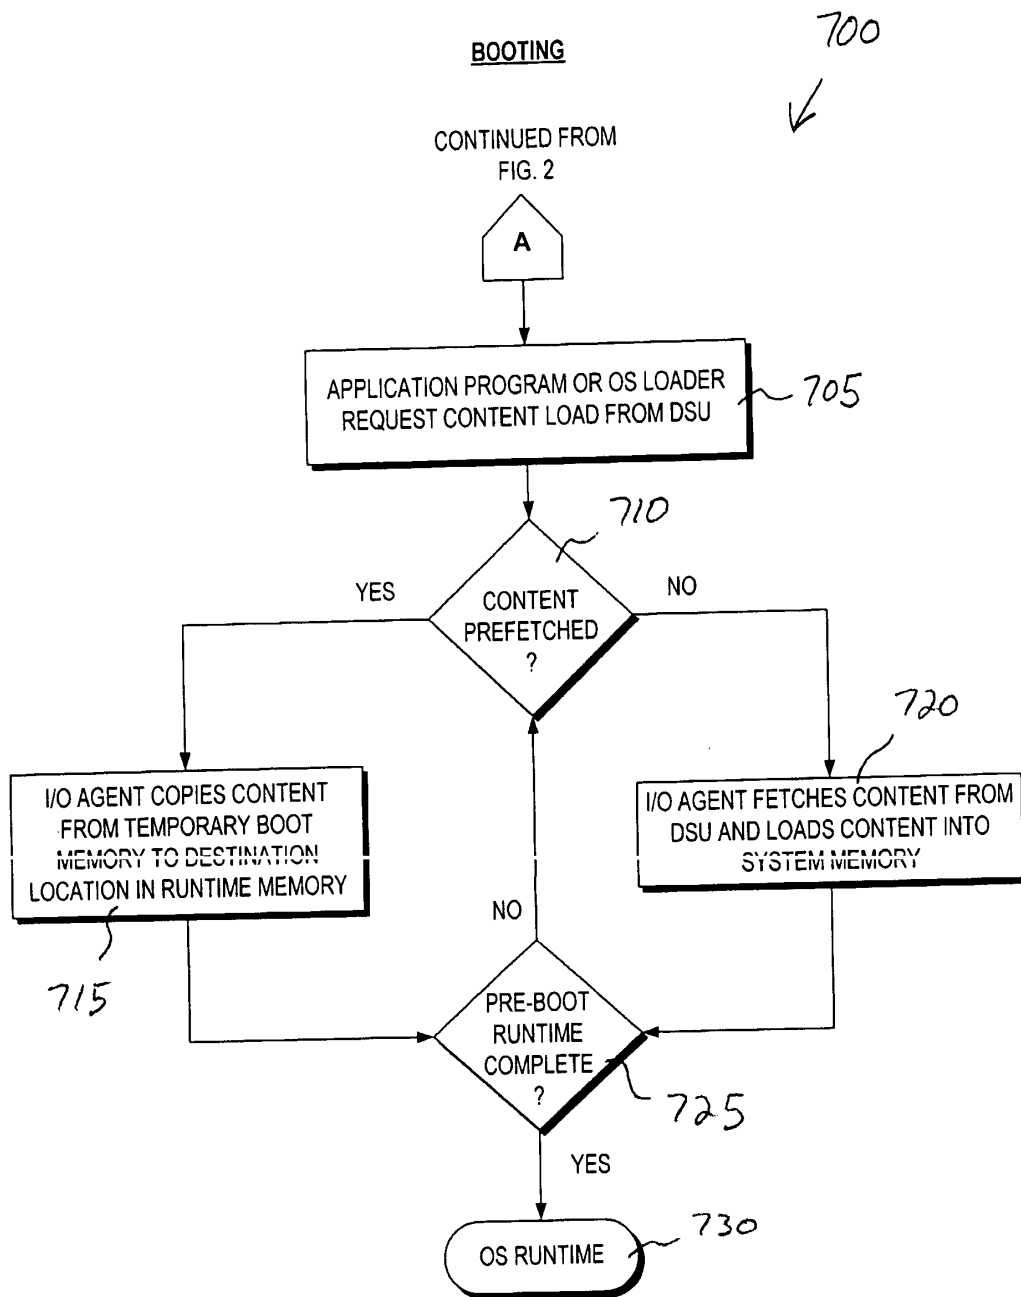 BOOTING
700
CONTINUED FROM
FIG. 2
A
APPLICATION PROGRAM OR OS LOADER
REQUEST CONTENT LOAD FROM DSU
705
710
YES
NO
CONTENT
PREFETCHED
?
720
I/O AGENT COPIES CONTENT
FROM TEMPORARY BOOT
MEMORY TO DESTINATION
LOCATION IN RUNTIME MEMORY
I/O AGENT FETCHES CONTENT FROM
DSU AND LOADS CONTENT INTO
SYSTEM MEMORY
715
NO
PRE-BOOT
RUNTIME
COMPLETE
?
725
YES
OS RUNTIME
730